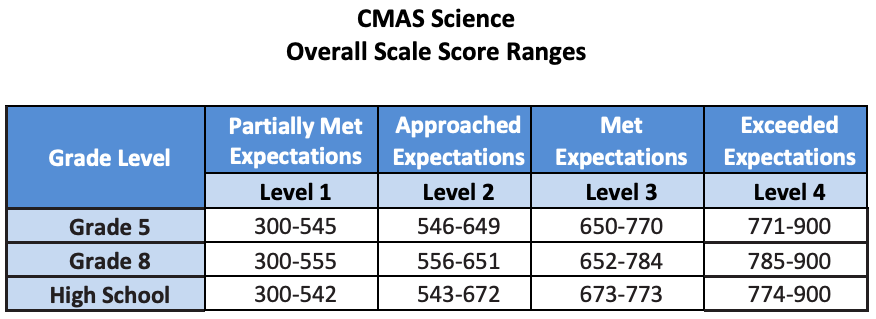 CMAS Science
Overall Scale Score Ranges
Grade Level
Partially Met
Expectations
Approached
Expectations
Met
Expectations
Exceeded
Expectations
Level 1 Level 2 Level 3 Level 4
Grade 5 300-545 546-649 650-770 771-900
Grade 8 300-555 556-651 652-784 785-900
High School 300-542 543-672 673-773 774-900